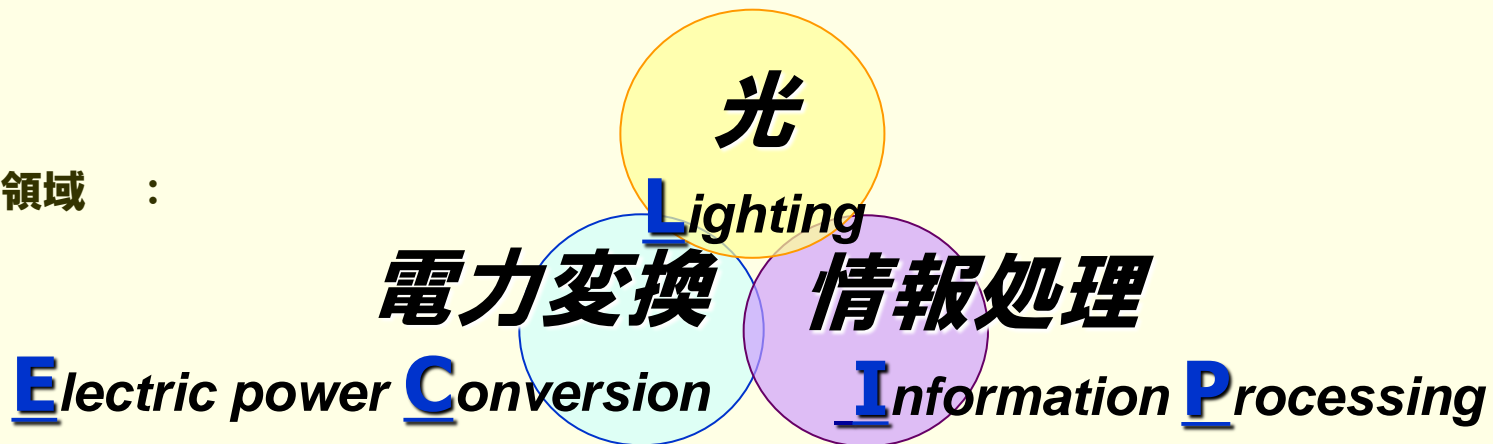 光
Lighting
領域　：
電力変換
情報処理
Electric power Conversion
Information Processing